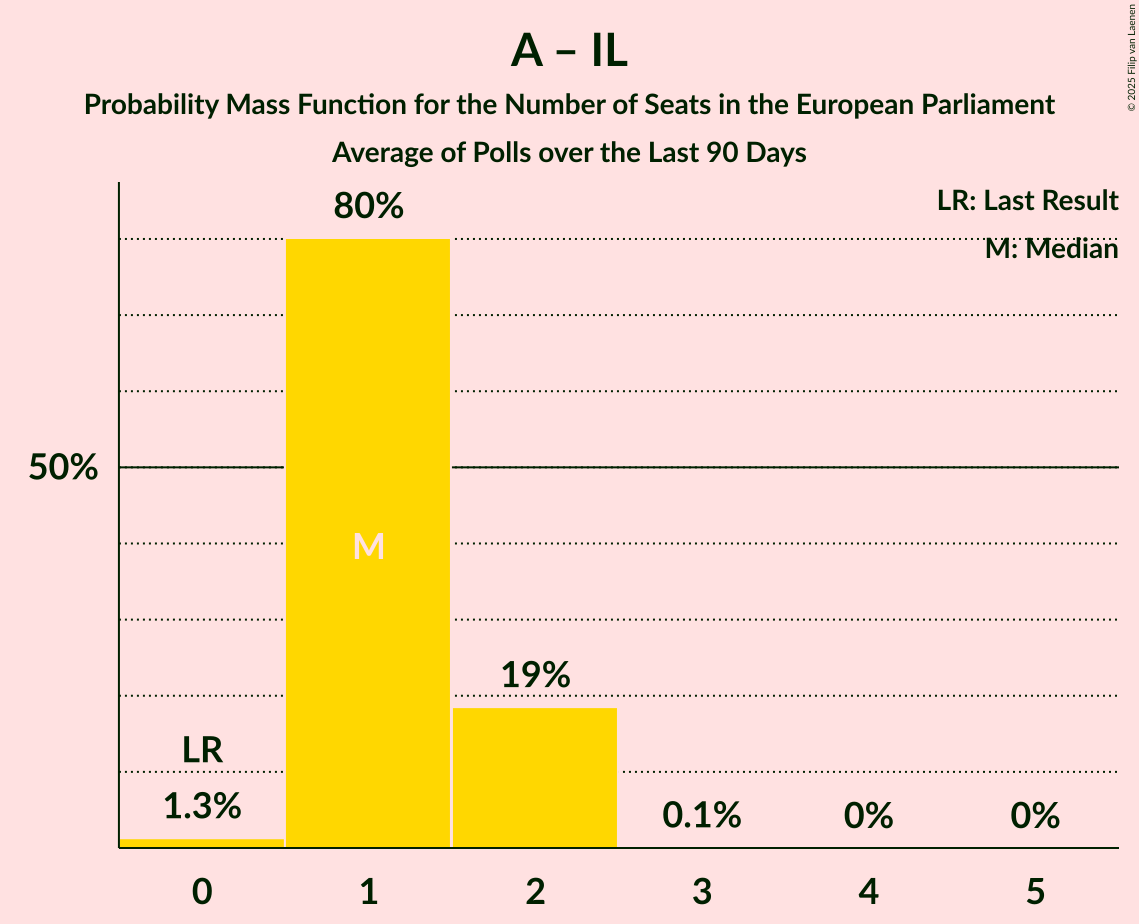 A – IL
Probability Mass Function for the Number of Seats in the European Parliament
Average of Polls over the Last 90 Days
© 2025 Filip van Laenen
LR: Last Result
M: Median
80%
50%
M
19%
LR
1.3%
0.1%
0%
0%
0 1 2 3 4 5